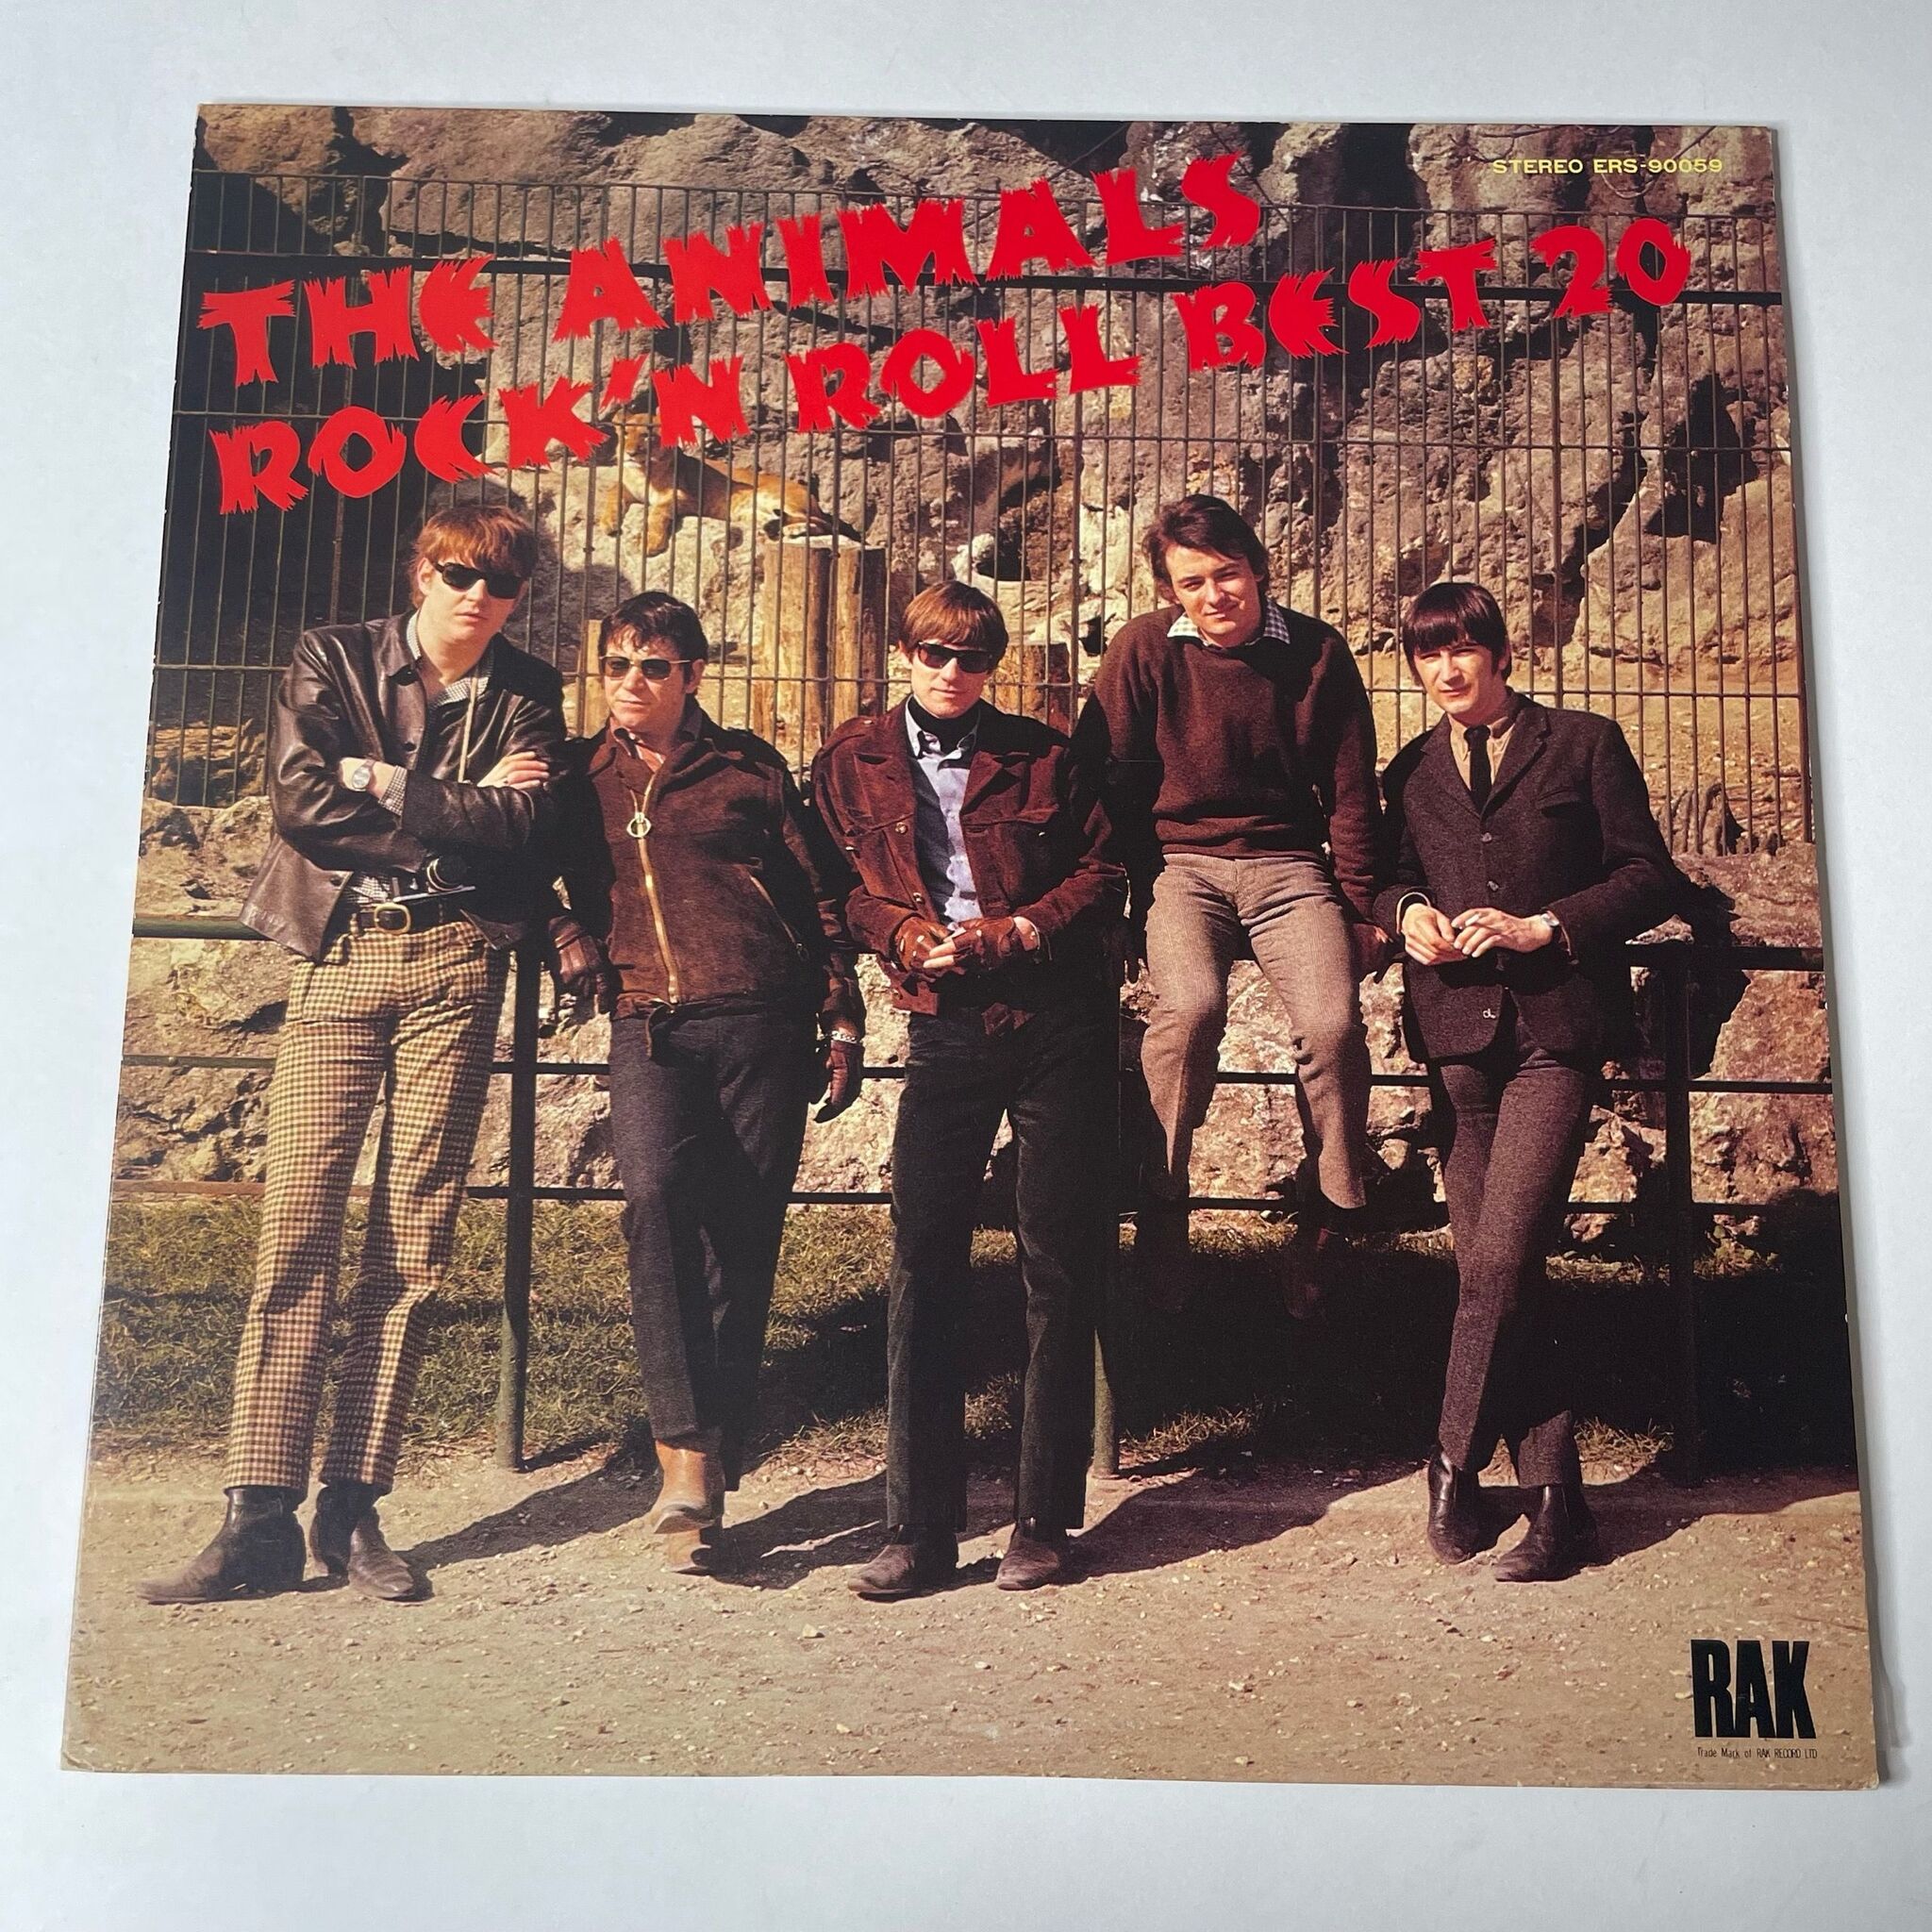 STEREO ERS-90059
THE ANIMALS
ROCK'N ROLL BEST 20
RAK
Trade Mark of RAK RECORD LTD